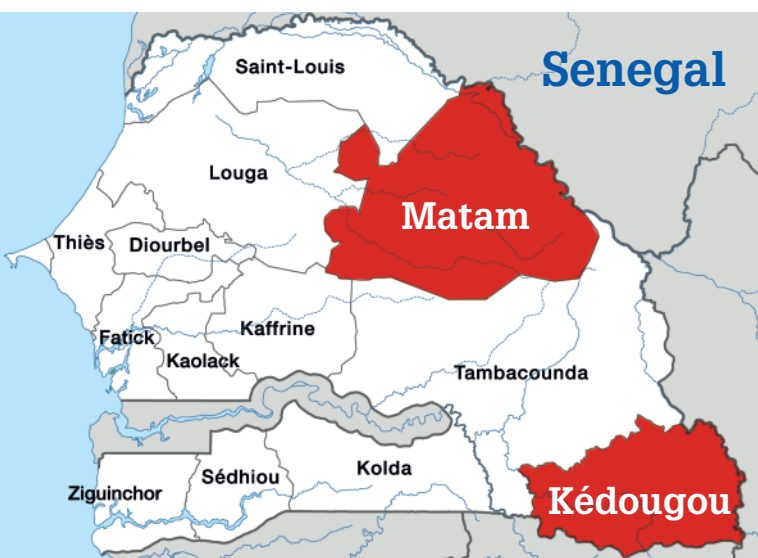 Senegal
Saint-Louis
Louga
Matam
Thiès
Diourbel
Kaffrine
Fatick
Kaolack
Tambacounda
Kolda
Sédhiou
Ziguinchor
Kédougou